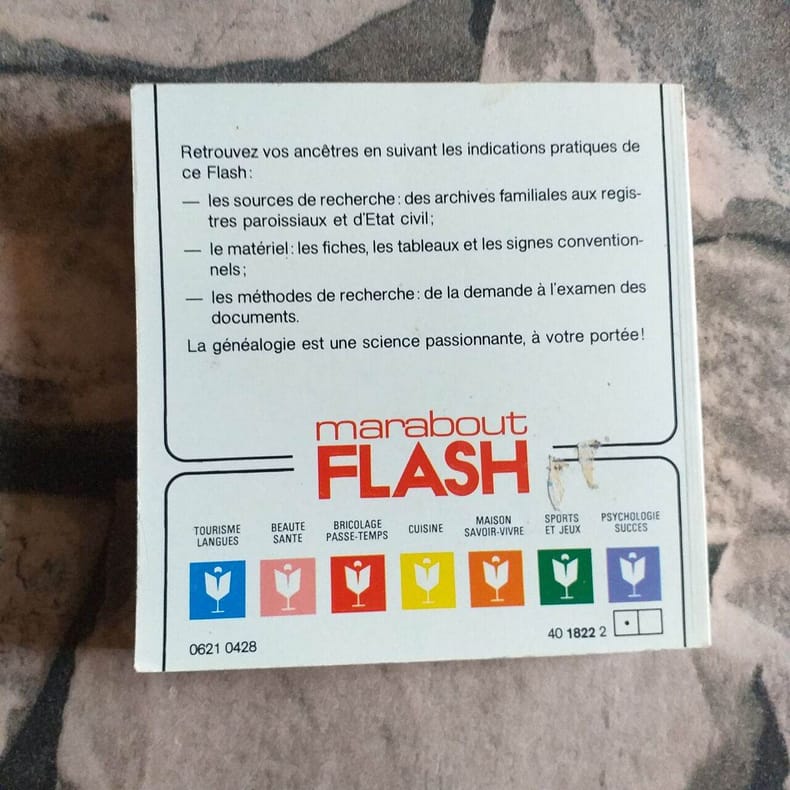 Retrouvez vos ancêtres en suivant les indications pratiques de
ce Flash:
— les sources de recherche: des archives familiales aux regis-
tres paroissiaux et d'Etat civil;
— le matériel: les fiches, les tableaux et les signes convention-
nels;
— les méthodes de recherche: de la demande à l'examen des
documents.
La généalogie est une science passionnante, à votre portée!
marabout
FLASH
TOURISME
LANGUES
BEAUTE
SANTE
BRICOLAGE
PASSE-TEMPS
CUISINE
MAISON
SAVOIR-VIVRE
SPORTS
ET JEUX
PSYCHOLOGIE
SUCCES
0621 0428
40 1822 2